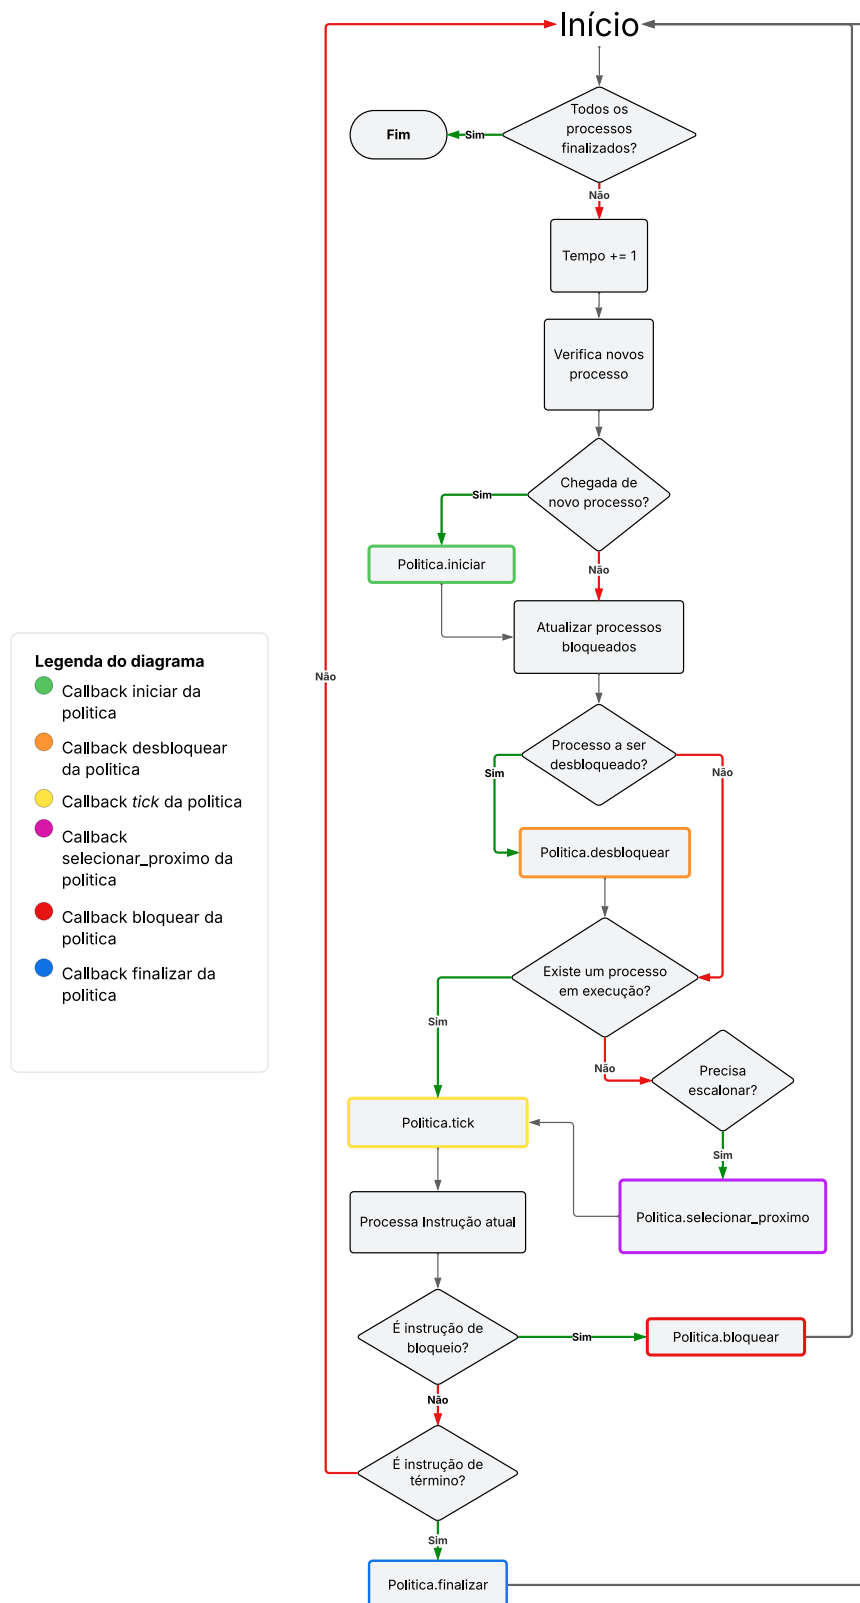 Início
Todos os
processos
finalizados?
Sim
Fim
Não
Tempo += 1
Verifica novos
processo
Chegada de
novo processo?
Sim
Politica.iniciar
Não
Atualizar processos
bloqueados
Legenda do diagrama
Callback iniciar da
politica
Callback desbloquear
da politica
Callback tick da politica
Callback
selecionar_proximo da
politica
Callback bloquear da
politica
Callback finalizar da
politica
Não
Processo a ser
desbloqueado?
Sim
Não
Politica.desbloquear
Existe um processo
em execução?
Sim
Não
Precisa
escalonar?
Sim
Politica.tick
Politica.selecionar_proximo
Processa Instrução atual
É instrução de
bloqueio?
Sim
Politica.bloquear
Não
É instrução de
término?
Sim
Politica.finalizar